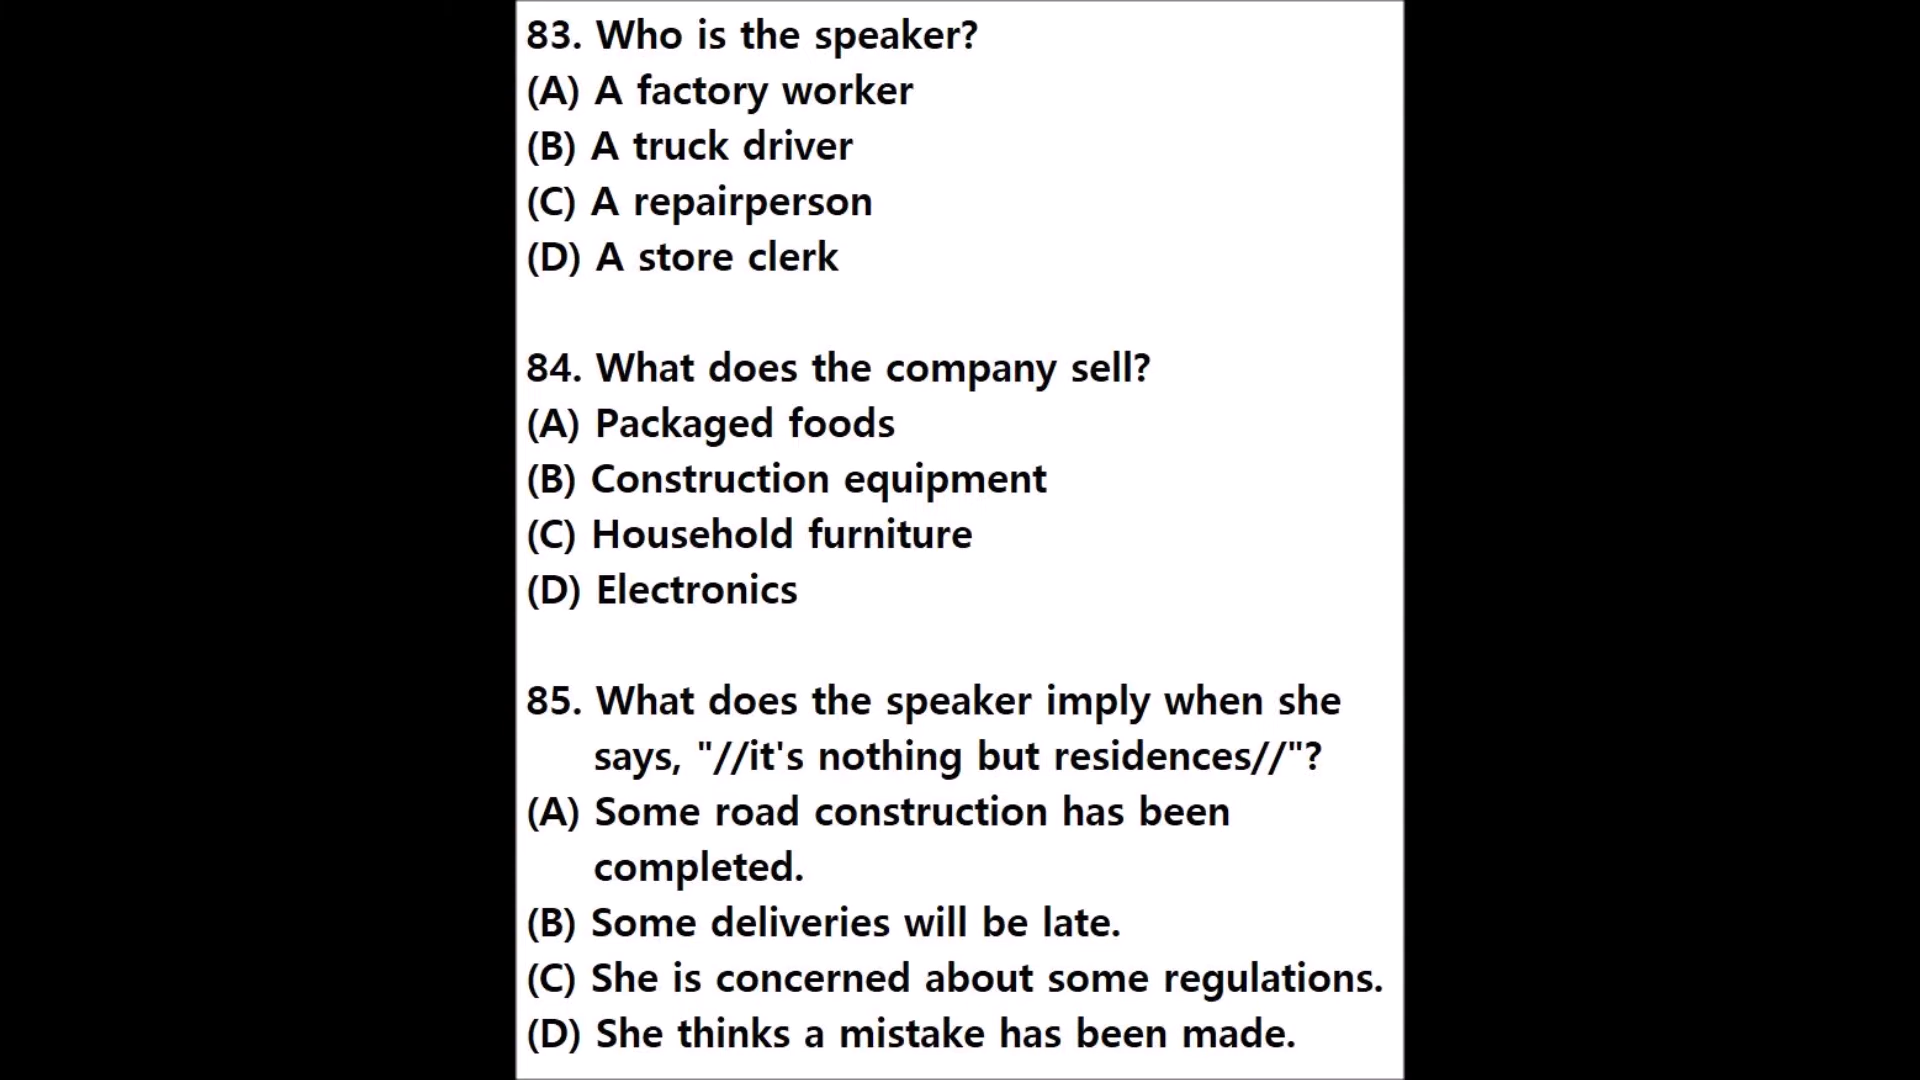 83. Who is the speaker?
(A) A factory worker
(B) A truck driver
(C) A repairperson
(D) A store clerk
84. What does the company sell?
(A) Packaged foods
(B) Construction equipment
(C) Household furniture
(D) Electronics
85. What does the speaker imply when she
says, "//it's nothing but residences//"?
(A) Some road construction has been
completed.
(B) Some deliveries will be late.
(C) She is concerned about some regulations.
(D) She thinks a mistake has been made.